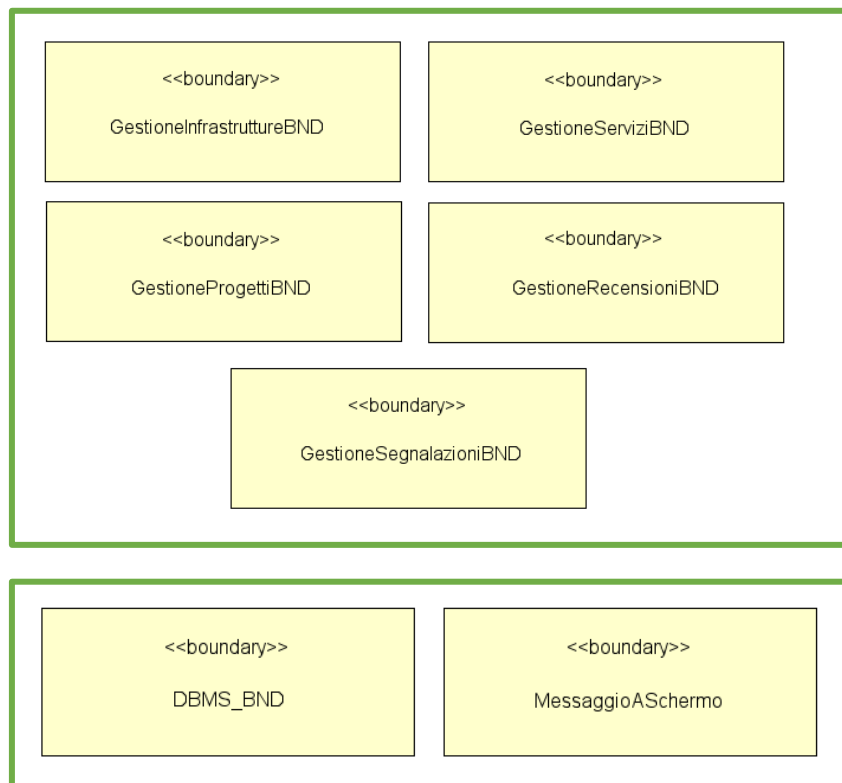 <<boundary>>
GestioneInfrastruttureBND
<<boundary>>
GestioneServiziBND
<<boundary>>
GestioneProgettiBND
<<boundary>>
GestioneRecensioniBND
<<boundary>>
GestioneSegnalazioniBND
<<boundary>>
DBMS_BND
<<boundary>>
MessaggioASchermo